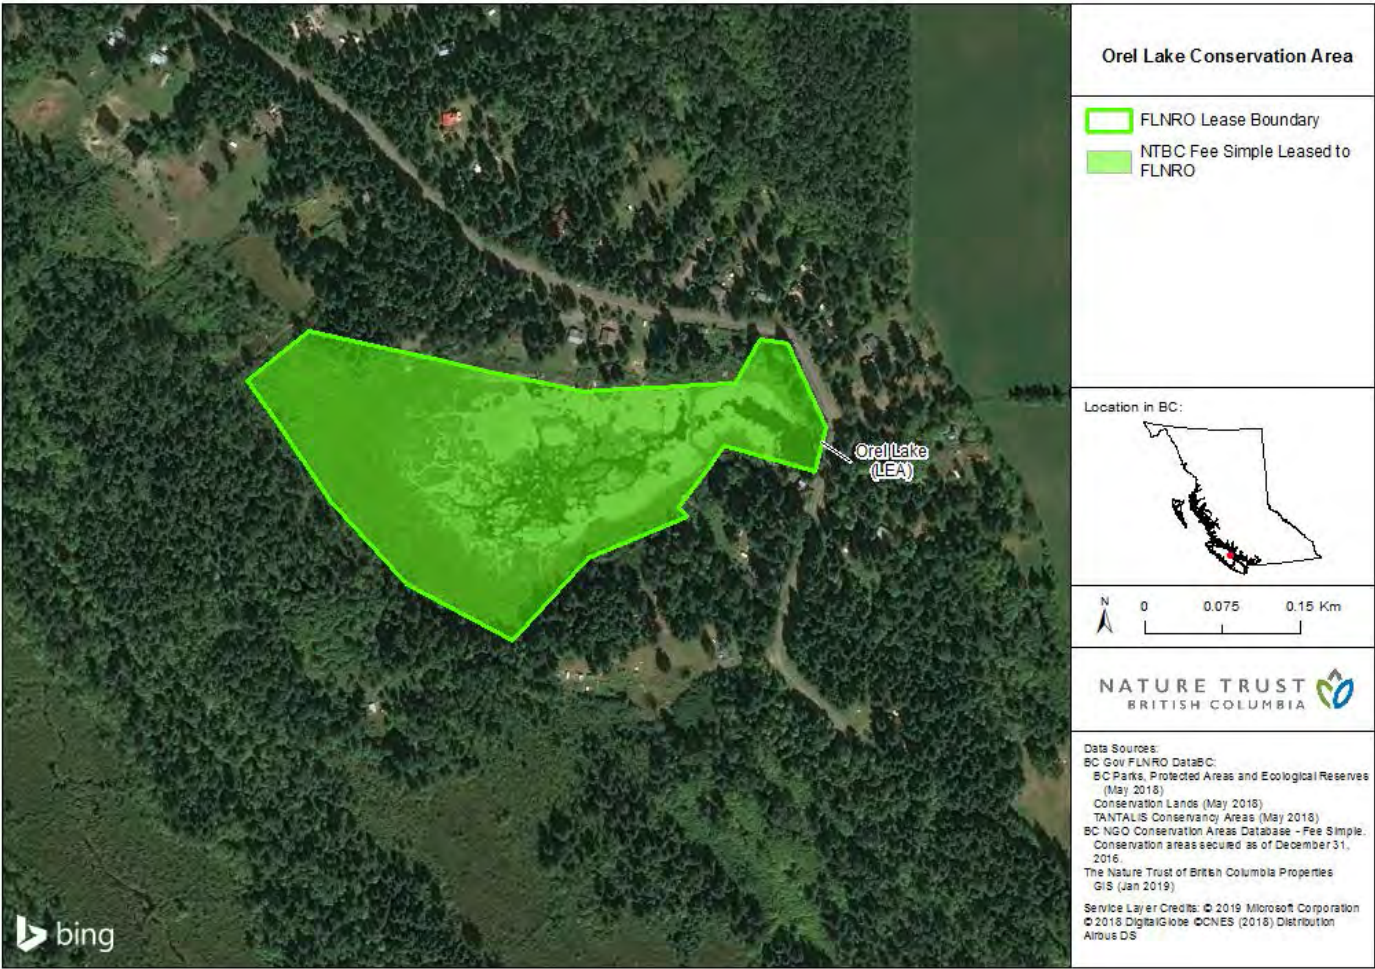 Orel Lake Conservation Area
FLNRO Lease Boundary
NTBC Fee Simple Leased to
FLNRO
Orel Lake
(LEA)
Location in BC:
N
0 0.075 0.15 Km
NATURE TRUST
BRITISH COLUMBIA
Data Sources:
BC Gov FLNRO DataBC:
BC Parks, Protected Areas and Ecological Reserves
(May 2018)
Conservation Lands (May 2018)
TANTALIS Conservancy Areas (May 2018)
BC NGO Conservation Areas Database - Fee Simple.
Conservation areas secured as of December 31,
2016.
The Nature Trust of British Columbia Properties
GIS (Jan 2019)
Service Layer Credits: © 2019 Microsoft Corporation
© 2018 DigitalGlobe ©CNES (2018) Distribution
Airbus DS
bing